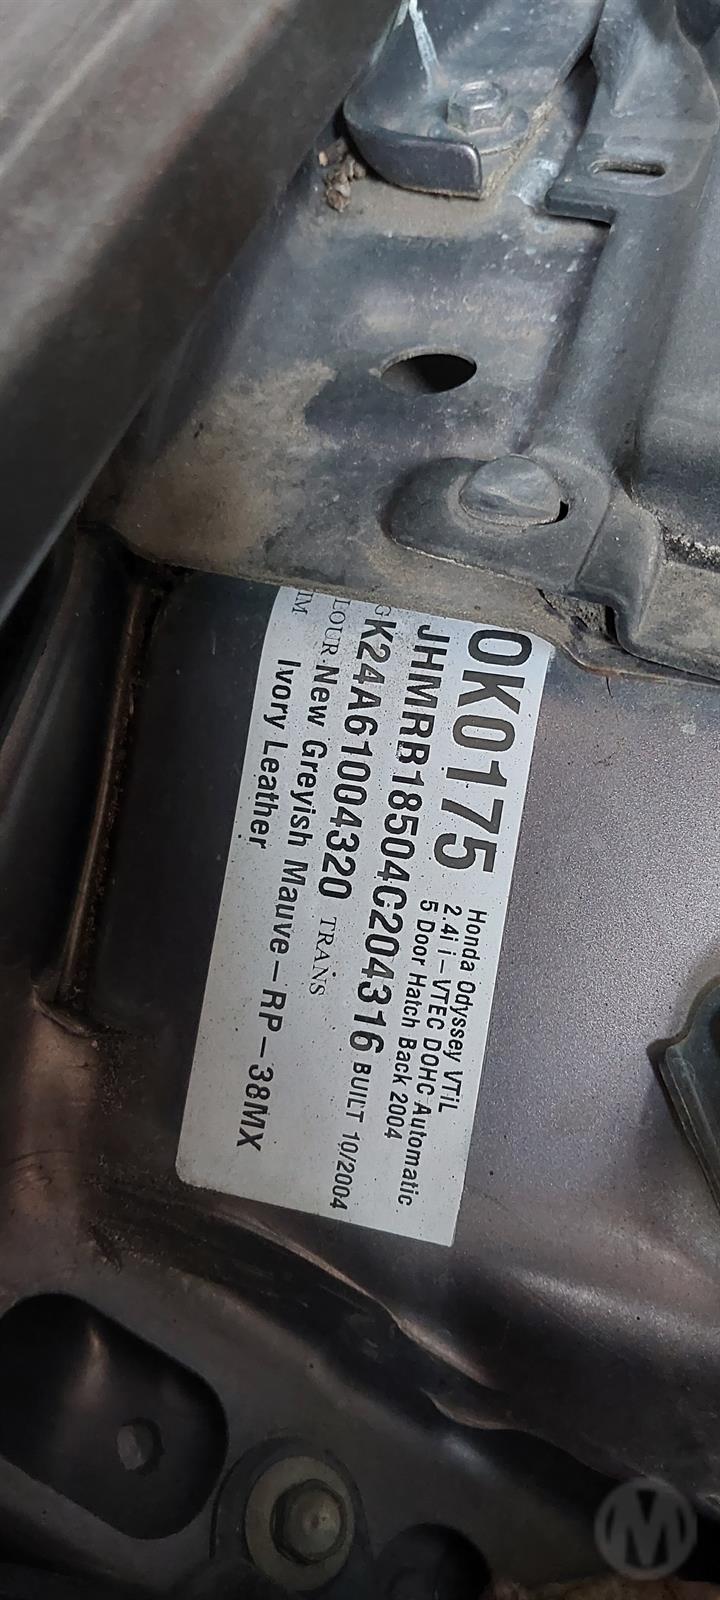 OK0175
Honda Odyssey VTiL
2.4i i-VTEC DOHC Automatic
5 Door Hatch Back 2004
JHMRB18504C204316
G K24A61004320 TRANS BUILT 10/2004
LOUR New Greyish Mauve-RP-38MX
IM Ivory Leather
M